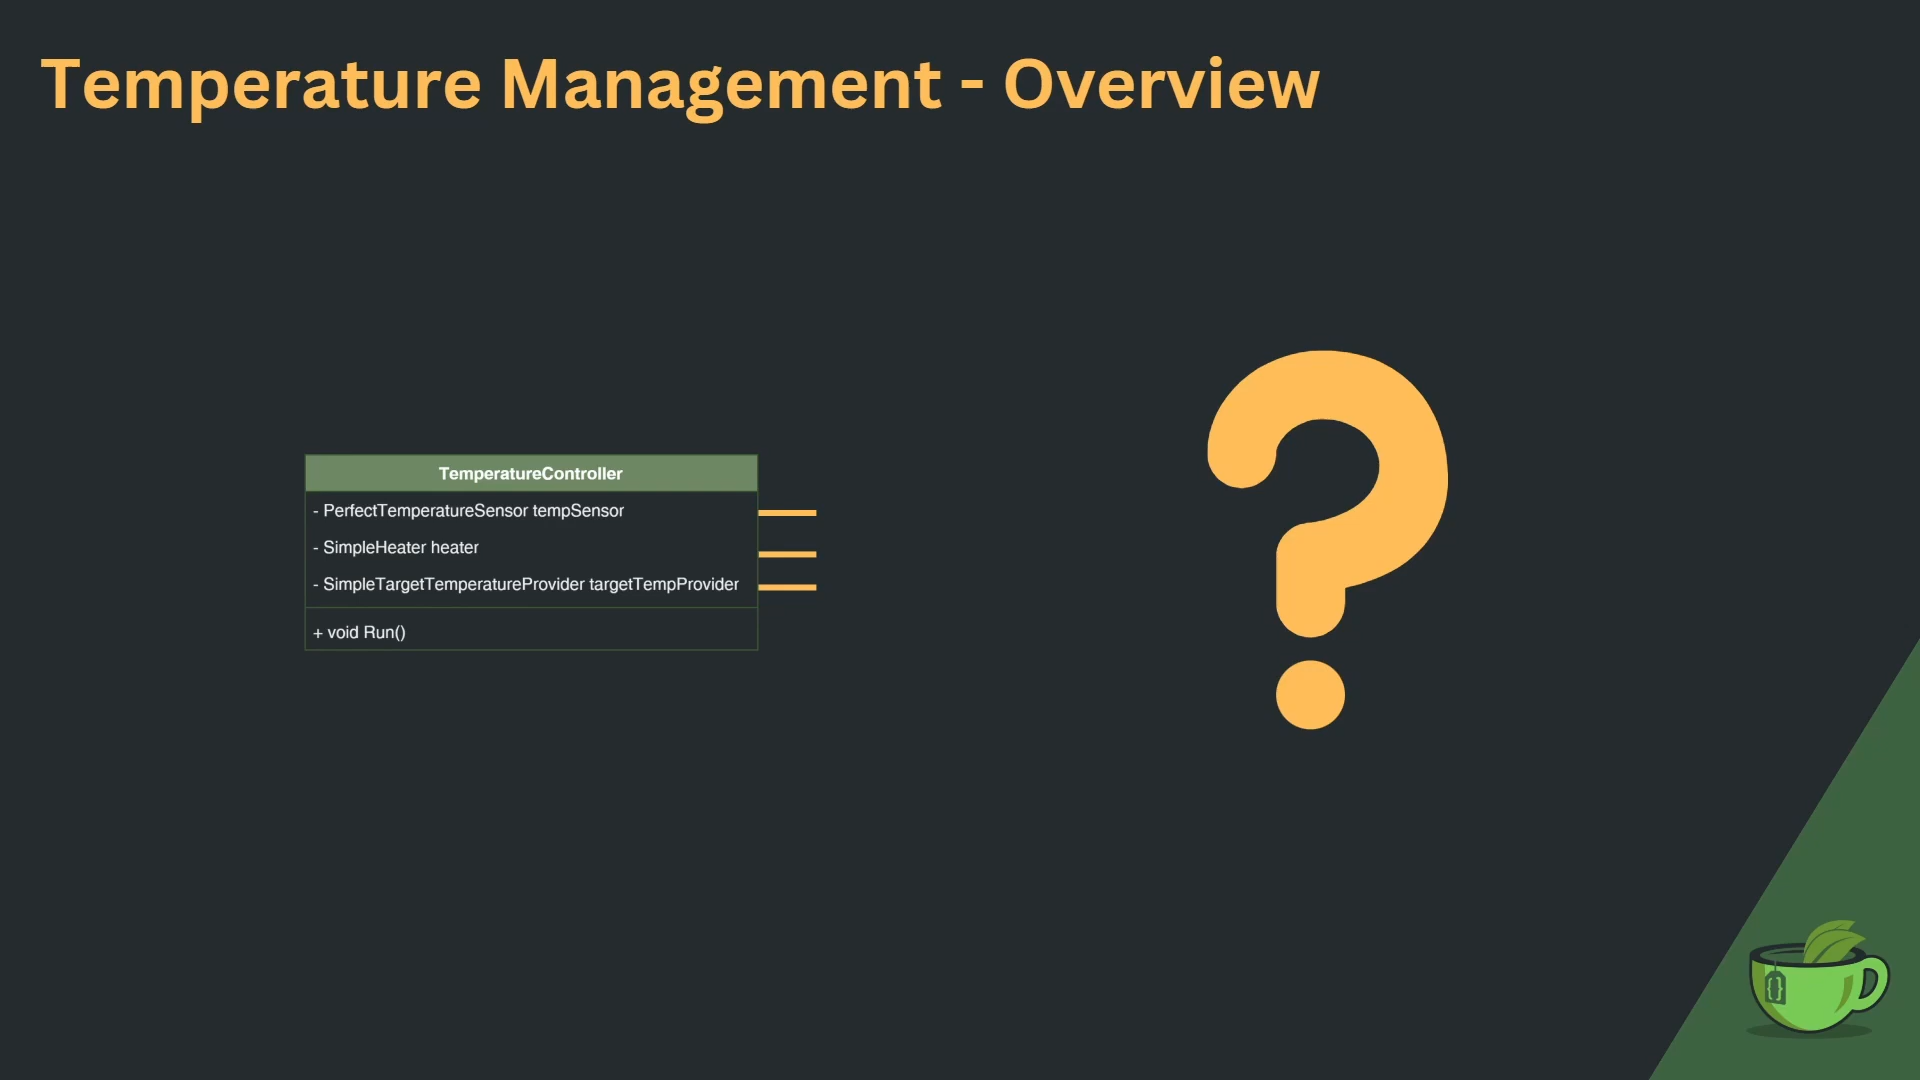 Temperature Management - Overview
TemperatureController
- PerfectTemperatureSensor tempSensor
- SimpleHeater heater
- SimpleTargetTemperatureProvider targetTempProvider
+ void Run()
?
{}